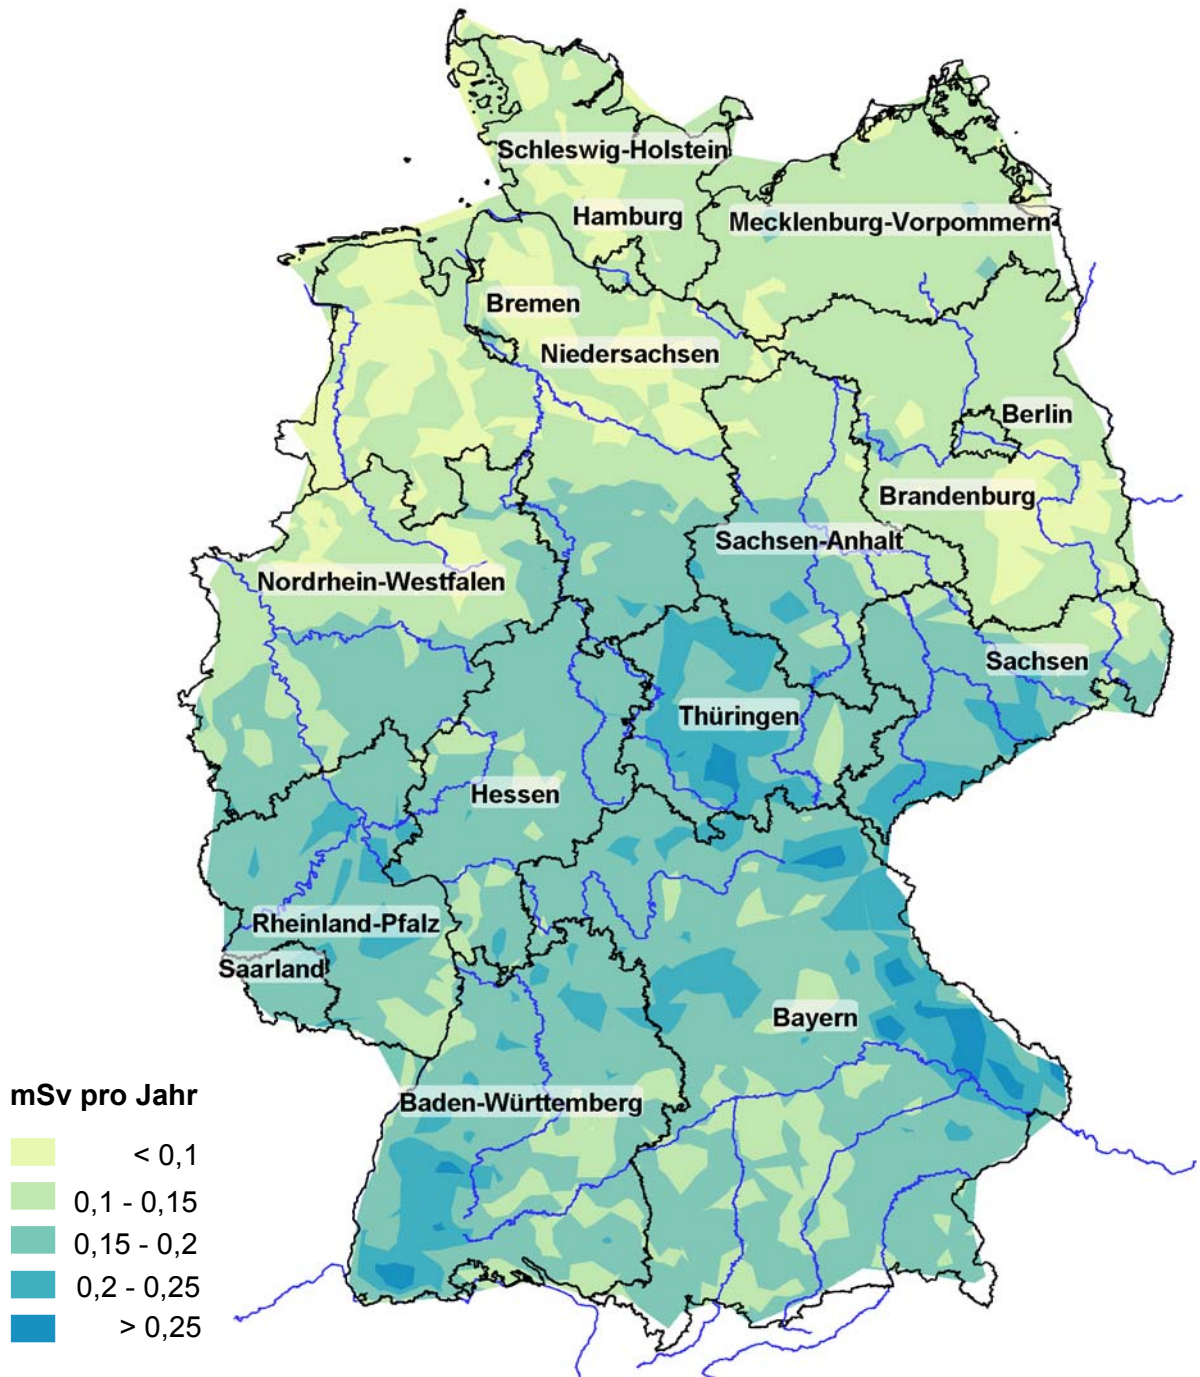 Schleswig-Holstein
Hamburg
Mecklenburg-Vorpommern
Bremen
Niedersachsen
Berlin
Brandenburg
Sachsen-Anhalt
Nordrhein-Westfalen
Sachsen
Thüringen
Hessen
Rheinland-Pfalz
Saarland
Bayern
Baden-Württemberg
mSv pro Jahr
< 0,1
0,1 - 0,15
0,15 - 0,2
0,2 - 0,25
> 0,25